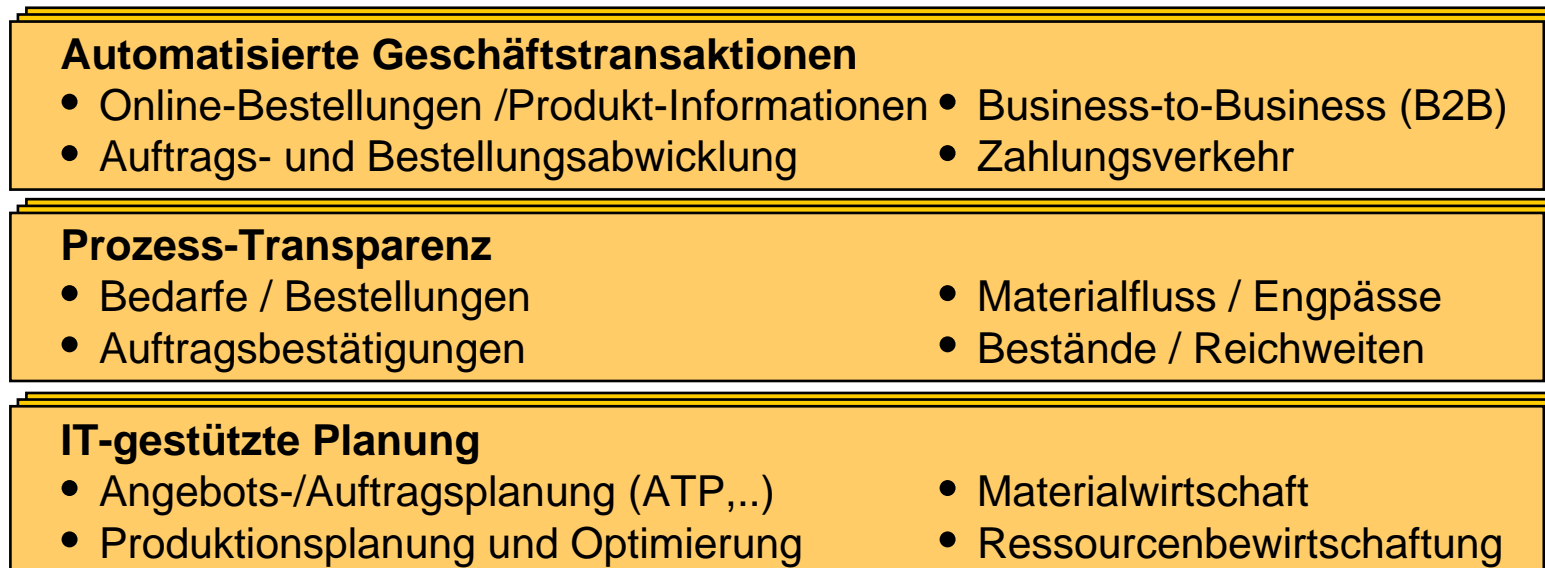 Automatisierte Geschäftstransaktionen
• Online-Bestellungen /Produkt-Informationen • Business-to-Business (B2B)
• Auftrags- und Bestellungsabwicklung • Zahlungsverkehr
Prozess-Transparenz
• Bedarfe / Bestellungen • Materialfluss / Engpässe
• Auftragsbestätigungen • Bestände / Reichweiten
IT-gestützte Planung
• Angebots-/Auftragsplanung (ATP,..) • Materialwirtschaft
• Produktionsplanung und Optimierung • Ressourcenbewirtschaftung